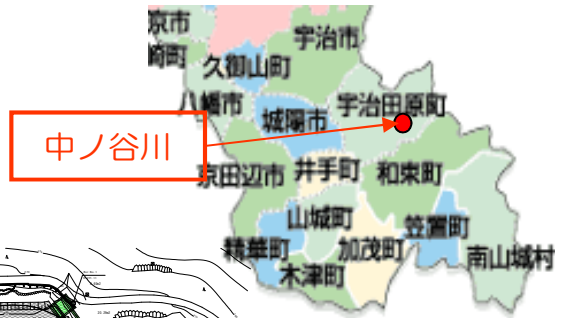 京市
宇治市
崎町
久御山町
八幡市
宇治田原町
城陽市
中ノ谷川
京田辺市
井手町
和束町
山城町
笠置町
精華町
加茂町
南山城村
木津町